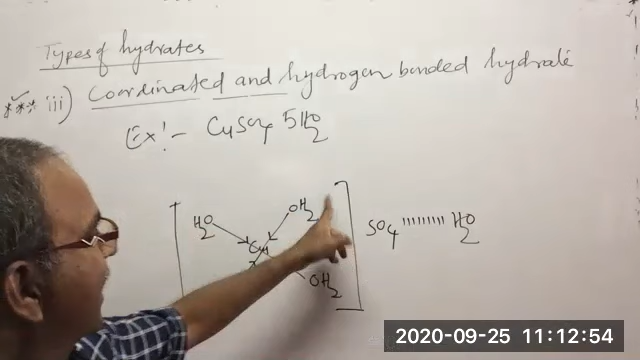 Types of hydrates
*** iii) Coordinated and hydrogen bonded hydrate
Ex:- CuSO4 5H2O
H2O OH2
Cu
OH2
SO4 ''''''''' H2O
2020-09-25 11:12:54